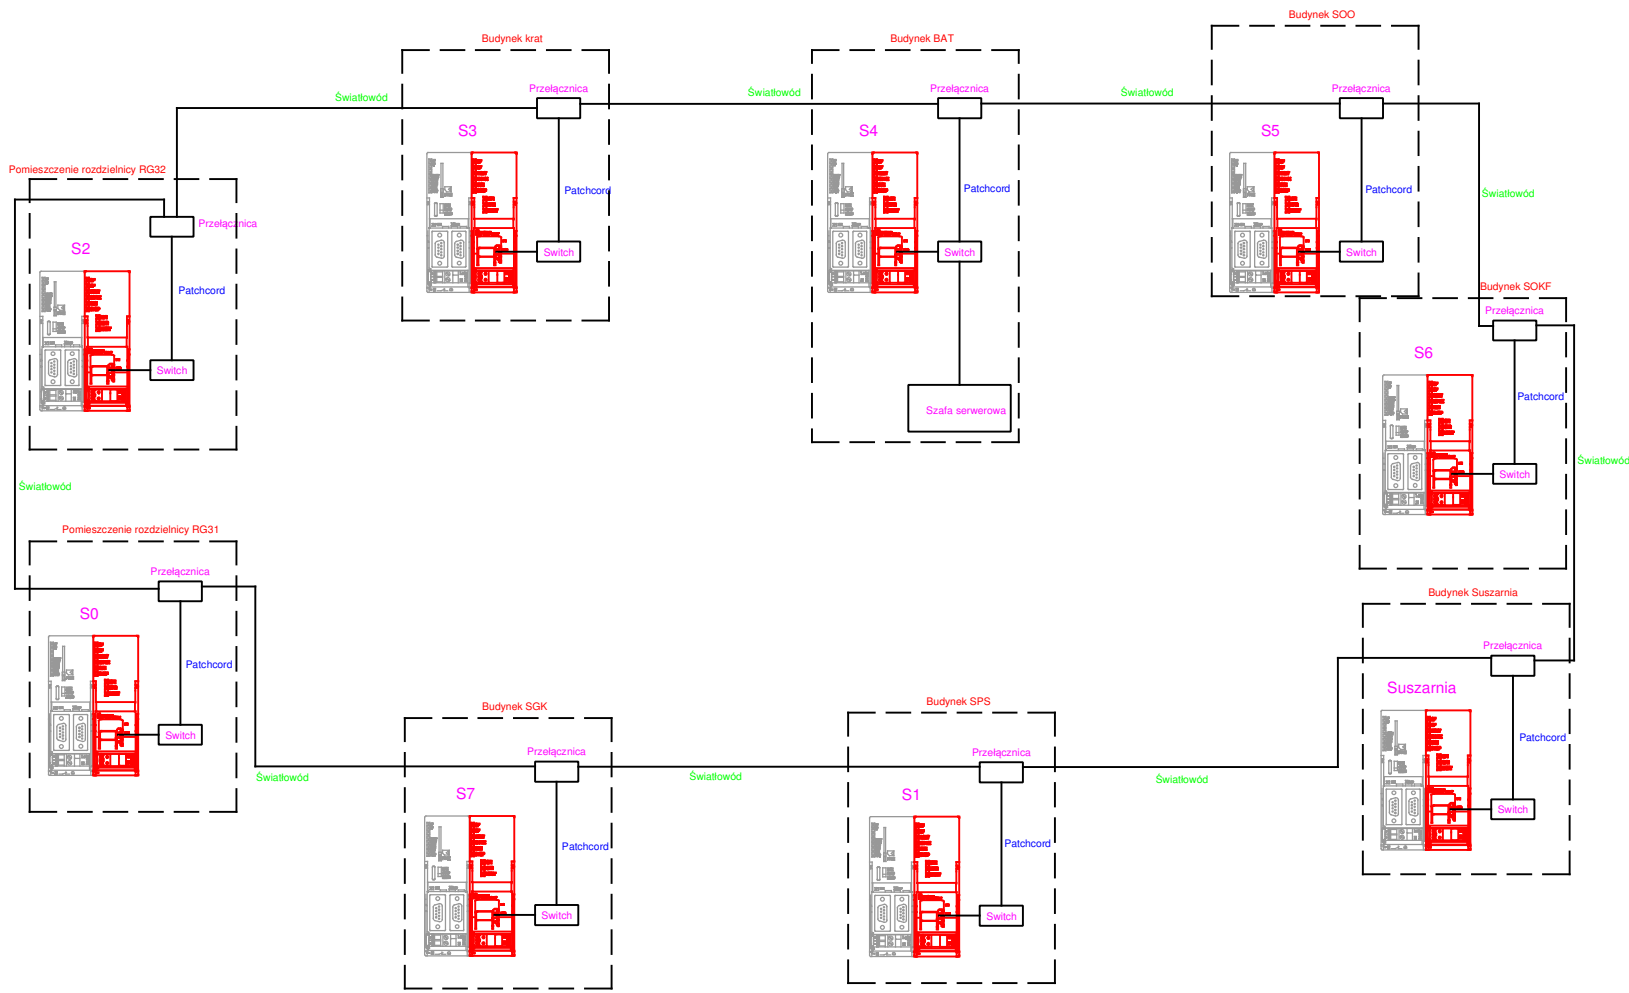 Budynek krat
Przełącznica
S3
Patchcord
Switch
Światłowód
Budynek BAT
Przełącznica
S4
Patchcord
Switch
Szafa serwerowa
Światłowód
Budynek SOO
Przełącznica
S5
Patchcord
Switch
Światłowód
Światłowód
Pomieszczenie rozdzielnicy RG32
Przełącznica
S2
Patchcord
Switch
Światłowód
Budynek SOKF
Przełącznica
S6
Patchcord
Switch
Światłowód
Pomieszczenie rozdzielnicy RG31
Przełącznica
S0
Patchcord
Switch
Światłowód
Budynek SGK
Przełącznica
S7
Patchcord
Switch
Światłowód
Budynek SPS
Przełącznica
S1
Patchcord
Switch
Światłowód
Budynek Suszarnia
Przełącznica
Suszarnia
Patchcord
Switch